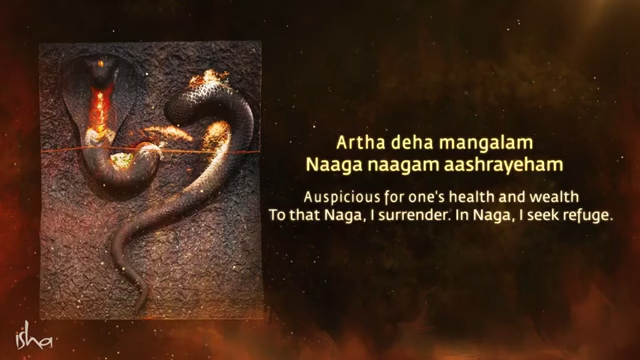 Artha deha mangalam
Naaga naagam aashrayeham
Auspicious for one's health and wealth
To that Naga, I surrender. In Naga, I seek refuge.
isha